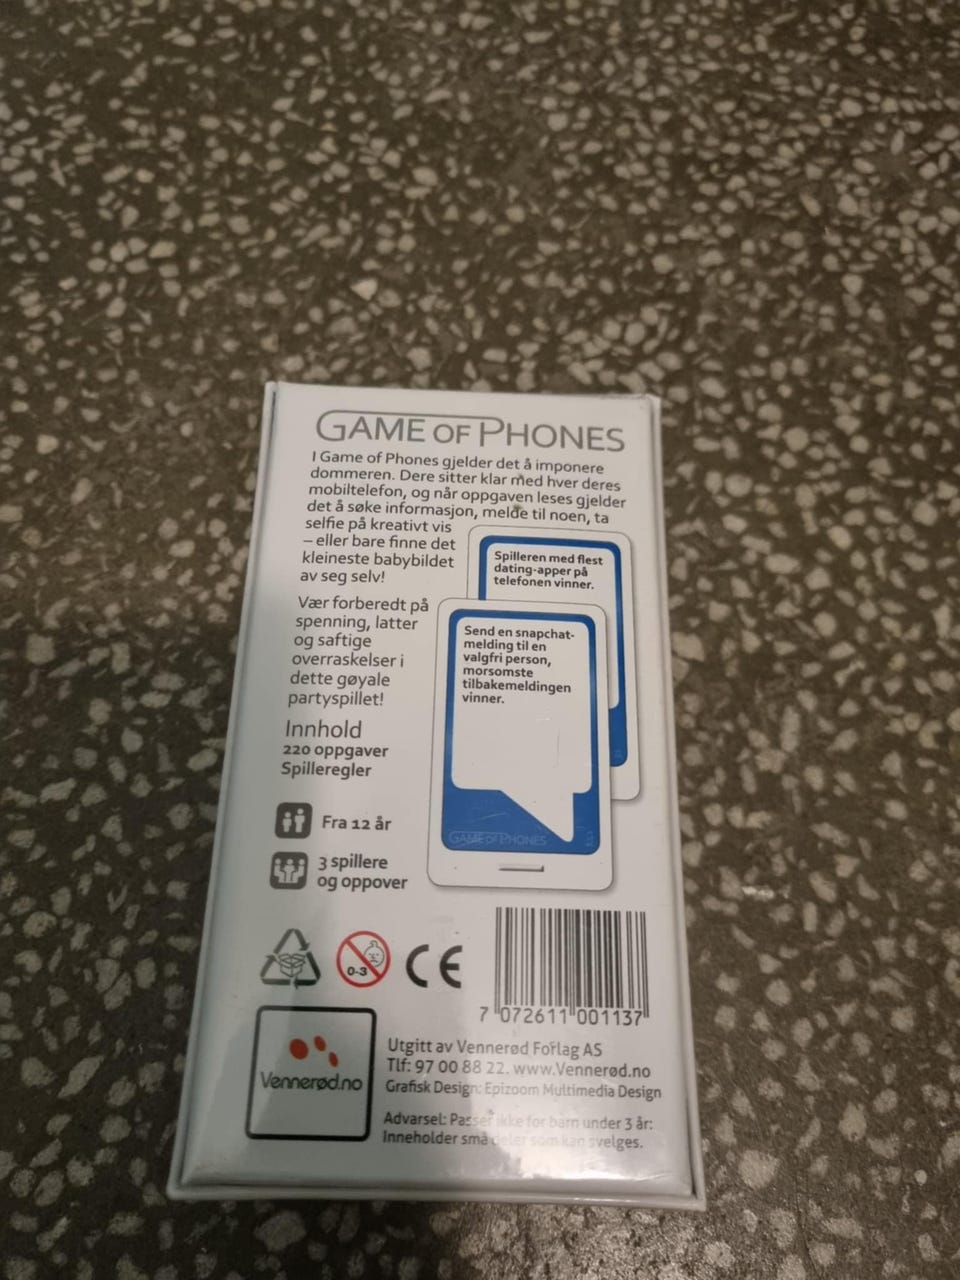 GAME OF PHONES
I Game of Phones gjelder det å imponere
dommeren. Dere sitter klar med hver deres
mobiltelefon, og når oppgaven leses gjelder
det å søke informasjon, melde til noen, ta
selfie på kreativt vis
– eller bare finne det
kleineste babybildet
av seg selv!
Vær forberedt på
spenning, latter
og saftige
overraskelser i
dette gøyale
partyspillet!
Spilleren med flest
dating-apper på
telefonen vinner.
Send en snapchat-
melding til en
valgfri person,
morsomste
tilbakemeldingen
vinner.
GAME OF PHONES
Innhold
220 oppgaver
Spilleregler
Fra 12 år
3 spillere
og oppover
0-3
CE
7 072611 001137
Vennerød.no
Utgitt av Vennerød Forlag AS
Tlf: 97 00 88 22. www.Vennerød.no
Grafisk Design: Epizoom Multimedia Design
Advarsel: Passer ikke for barn under 3 år:
Inneholder små deler som kan svelges.